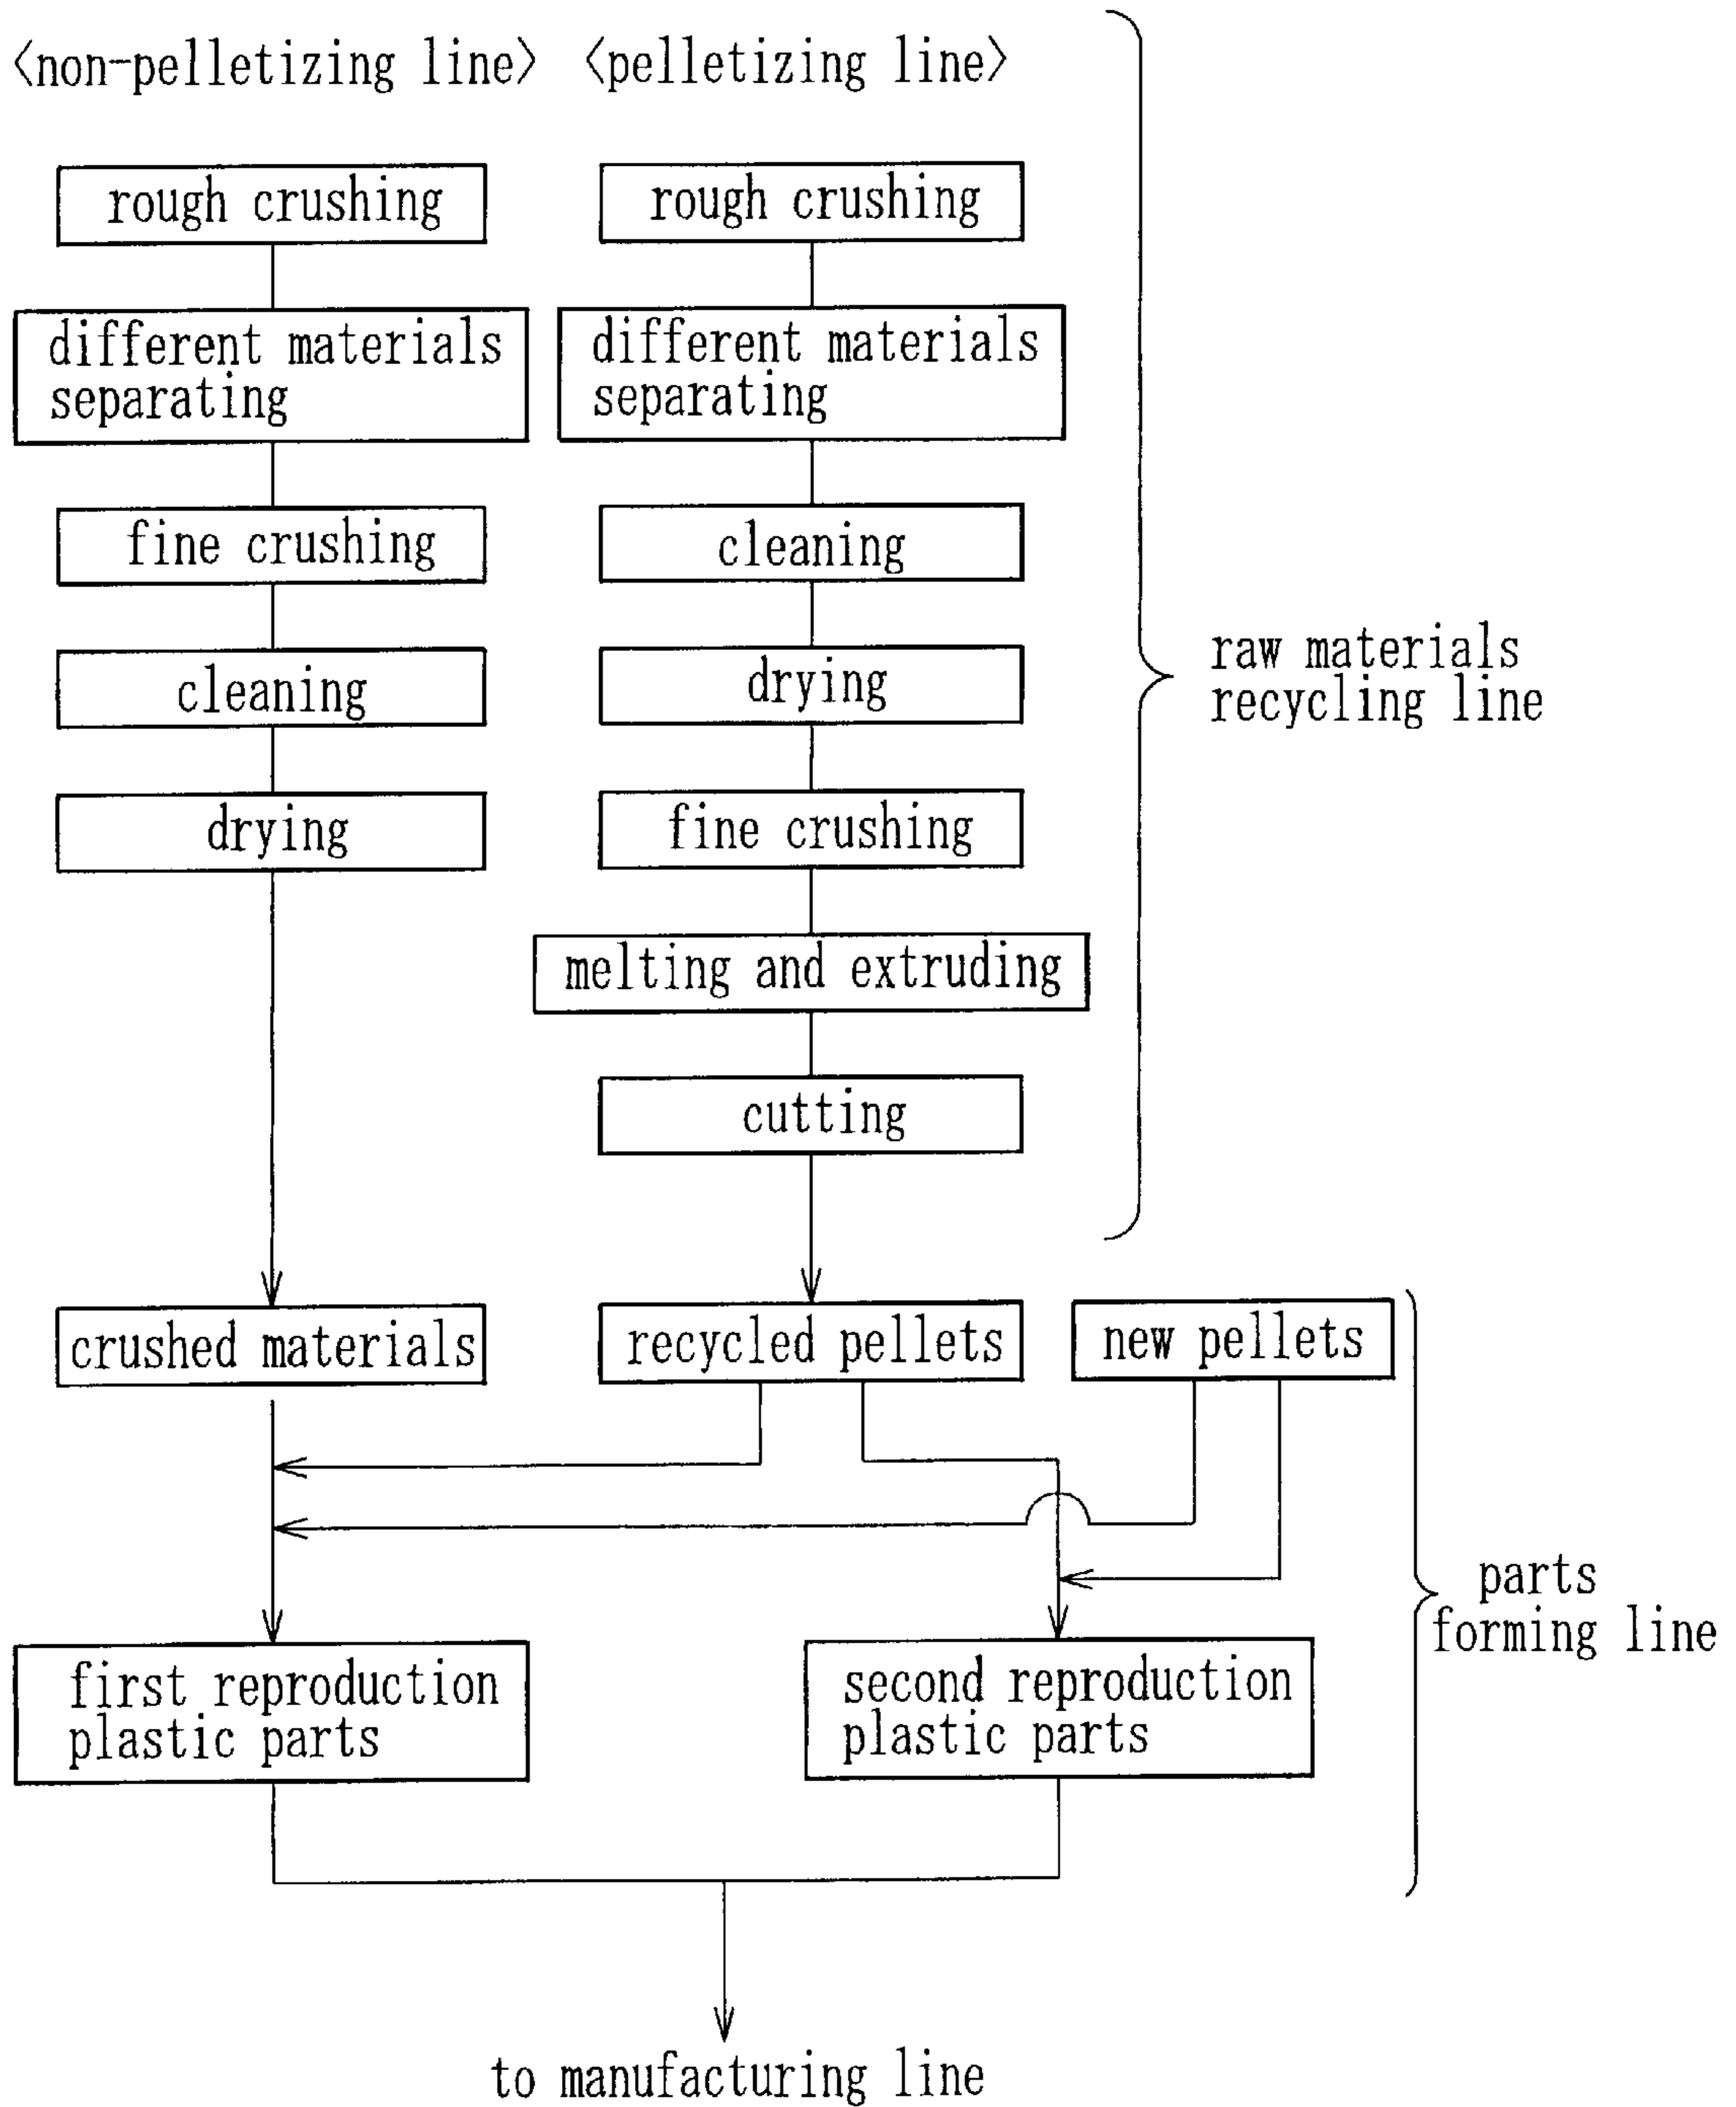 <non-pelletizing line>
<pelletizing line>
rough crushing
different materials
separating
fine crushing
cleaning
drying
rough crushing
different materials
separating
cleaning
drying
fine crushing
melting and extruding
cutting
raw materials
recycling line
crushed materials
recycled pellets
new pellets
first reproduction
plastic parts
second reproduction
plastic parts
parts
forming line
to manufacturing line